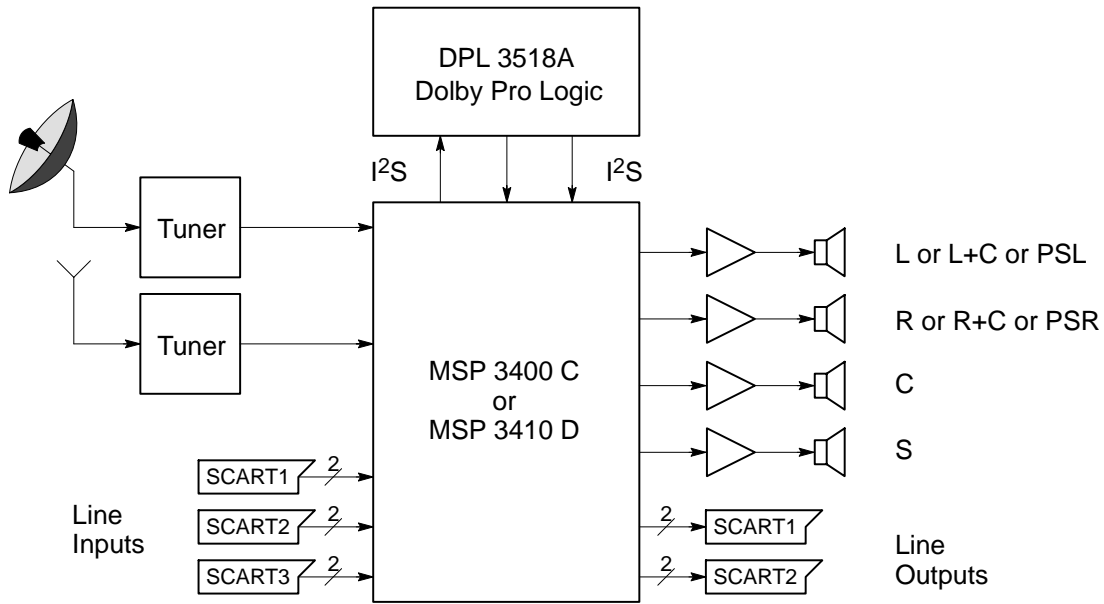 DPL 3518A
Dolby Pro Logic
I²S
I²S
Tuner
Tuner
MSP 3400 C
or
MSP 3410 D
L or L+C or PSL
R or R+C or PSR
C
S
Line
Inputs
SCART1
2
SCART2
2
SCART3
2
2
SCART1
2
SCART2
Line
Outputs